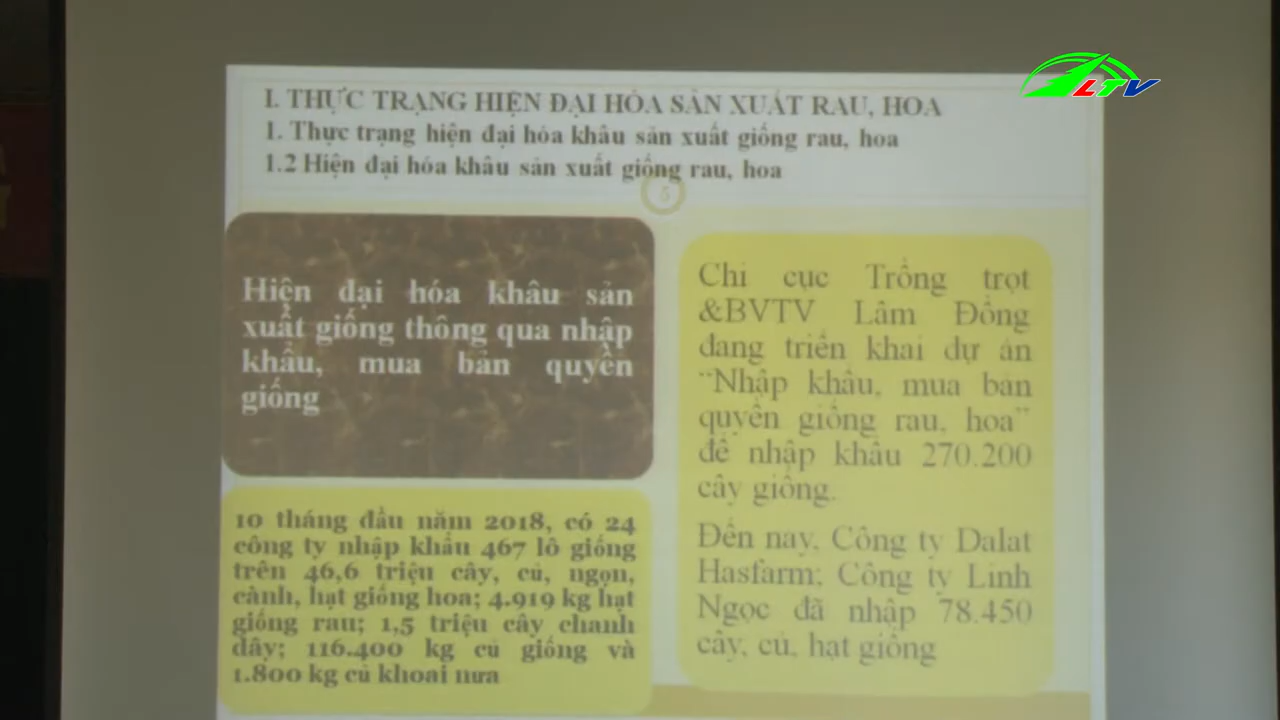 LTV
I. THỰC TRẠNG HIỆN ĐẠI HÓA SẢN XUẤT RAU, HOA
1. Thực trạng hiện đại hóa khâu sản xuất giống rau, hoa
1.2 Hiện đại hóa khâu sản xuất giống rau, hoa
5
Hiện đại hóa khâu sản
xuất giống thông qua nhập
khẩu, mua bản quyền
giống
10 tháng đầu năm 2018, có 24
công ty nhập khẩu 467 lô giống
trên 46,6 triệu cây, củ, ngọn,
cành, hạt giống hoa; 4.919 kg hạt
giống rau; 1,5 triệu cây chanh
dây; 116.400 kg củ giống và
1.800 kg củ khoai nưa
Chi cục Trồng trọt
&BVTV Lâm Đồng
đang triển khai dự án
"Nhập khẩu, mua bản
quyền giống rau, hoa"
để nhập khẩu 270.200
cây giống.
Đến nay, Công ty Dalat
Hasfarm; Công ty Linh
Ngọc đã nhập 78.450
cây, củ, hạt giống